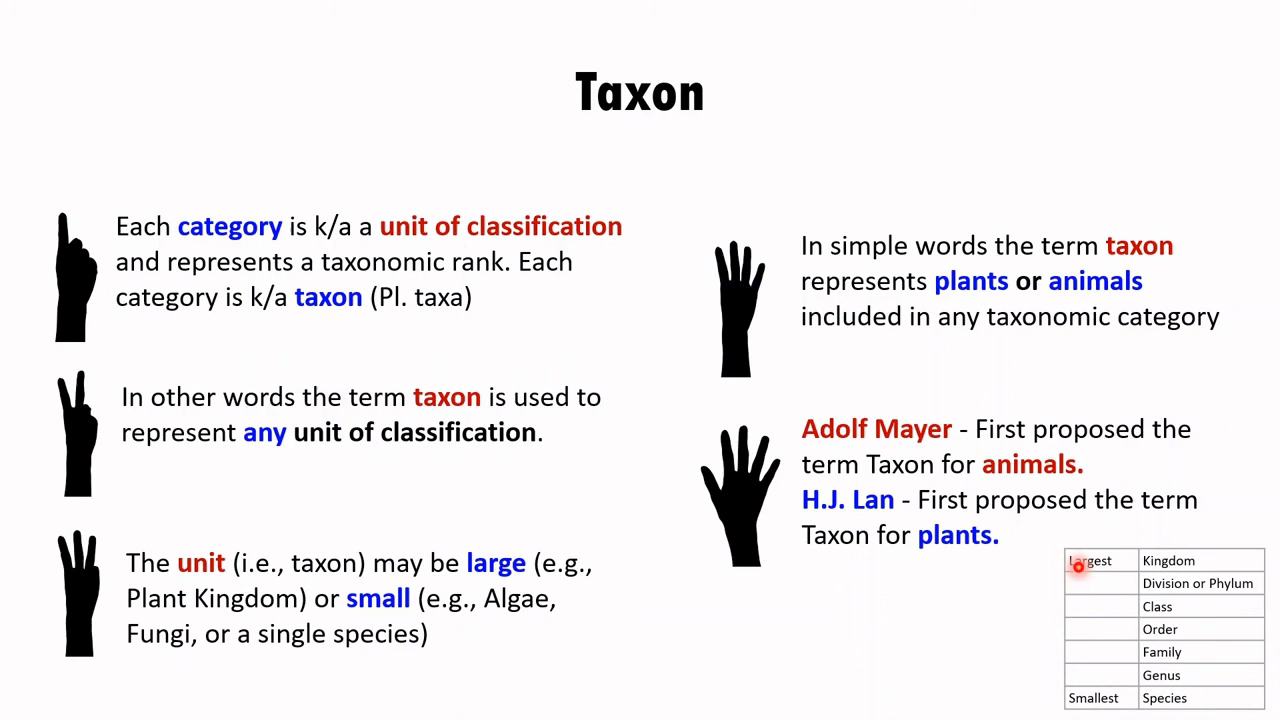 Taxon
Each category is k/a a unit of classification
and represents a taxonomic rank. Each
category is k/a taxon (Pl. taxa)
In other words the term taxon is used to
represent any unit of classification.
The unit (i.e., taxon) may be large (e.g.,
Plant Kingdom) or small (e.g., Algae,
Fungi, or a single species)
In simple words the term taxon
represents plants or animals
included in any taxonomic category
Adolf Mayer - First proposed the
term Taxon for animals.
H.J. Lan - First proposed the term
Taxon for plants.
Largest Kingdom
Division or Phylum
Class
Order
Family
Genus
Smallest Species